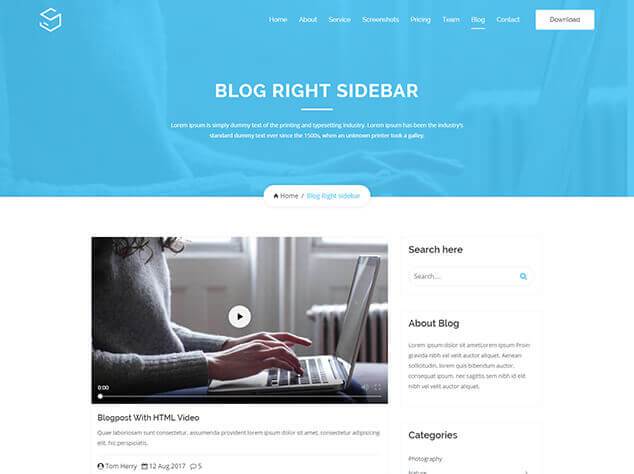 Home About Service Screenshots Pricing Team Blog Contact Download
BLOG RIGHT SIDEBAR
Lorem Ipsum is simply dummy text of the printing and typesetting industry. Lorem Ipsum has been the industry's
standard dummy text ever since the 1500s, when an unknown printer took a galley.
Home / Blog Right sidebar
0:00
Blogpost With HTML Video
Quae laboriosam sunt consectetur, assumenda provident lorem ipsum dolor sit amet, consectetur adipisicing
elit. hic perspiciatis.
Tom Herry 12 Aug 2017 5
Search here
Search....
About Blog
Lorem ipsum dolor sit ametLorem Ipsum Proin
gravida nibh vel velit auctor aliquet. Aenean
sollicitudin, lorem quis bibendum auctor,
consequat ipsum, nec sagittis sem nibh id elit
nibh vel velit auctor aliquet.
Categories
Photography
Nature